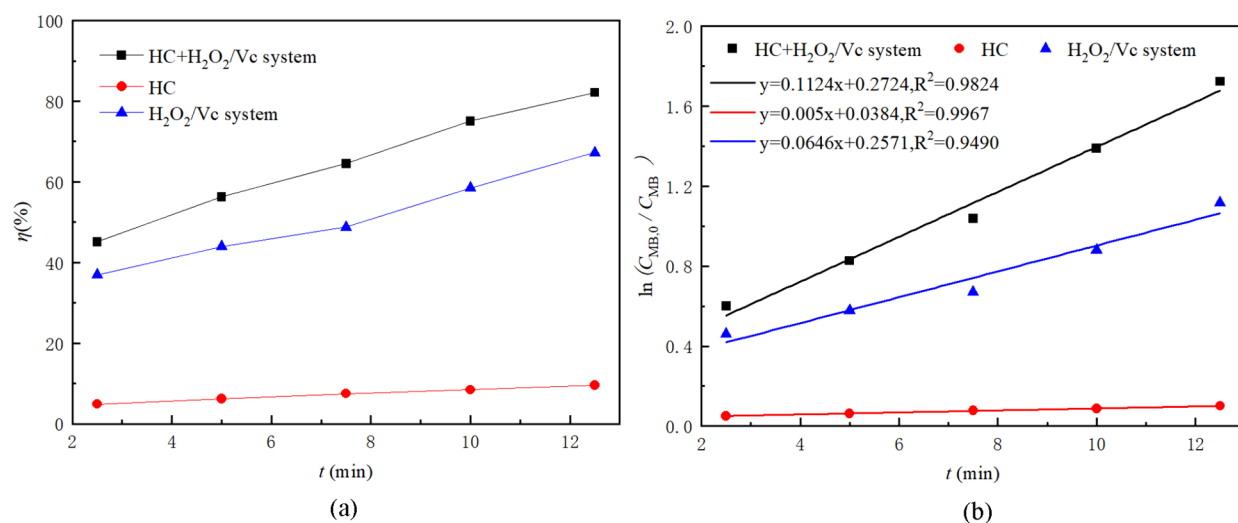 100
80
60
40
20
0
η(%)
HC+H₂O₂/Vc system
HC
H₂O₂/Vc system
2 4 6 8 10 12
t (min)
(a)
2.0
1.6
1.2
0.8
0.4
0.0
ln (C_MB,0 / C_MB)
HC+H₂O₂/Vc system HC H₂O₂/Vc system
y=0.1124x+0.2724,R²=0.9824
y=0.005x+0.0384,R²=0.9967
y=0.0646x+0.2571,R²=0.9490
2 4 6 8 10 12
t (min)
(b)